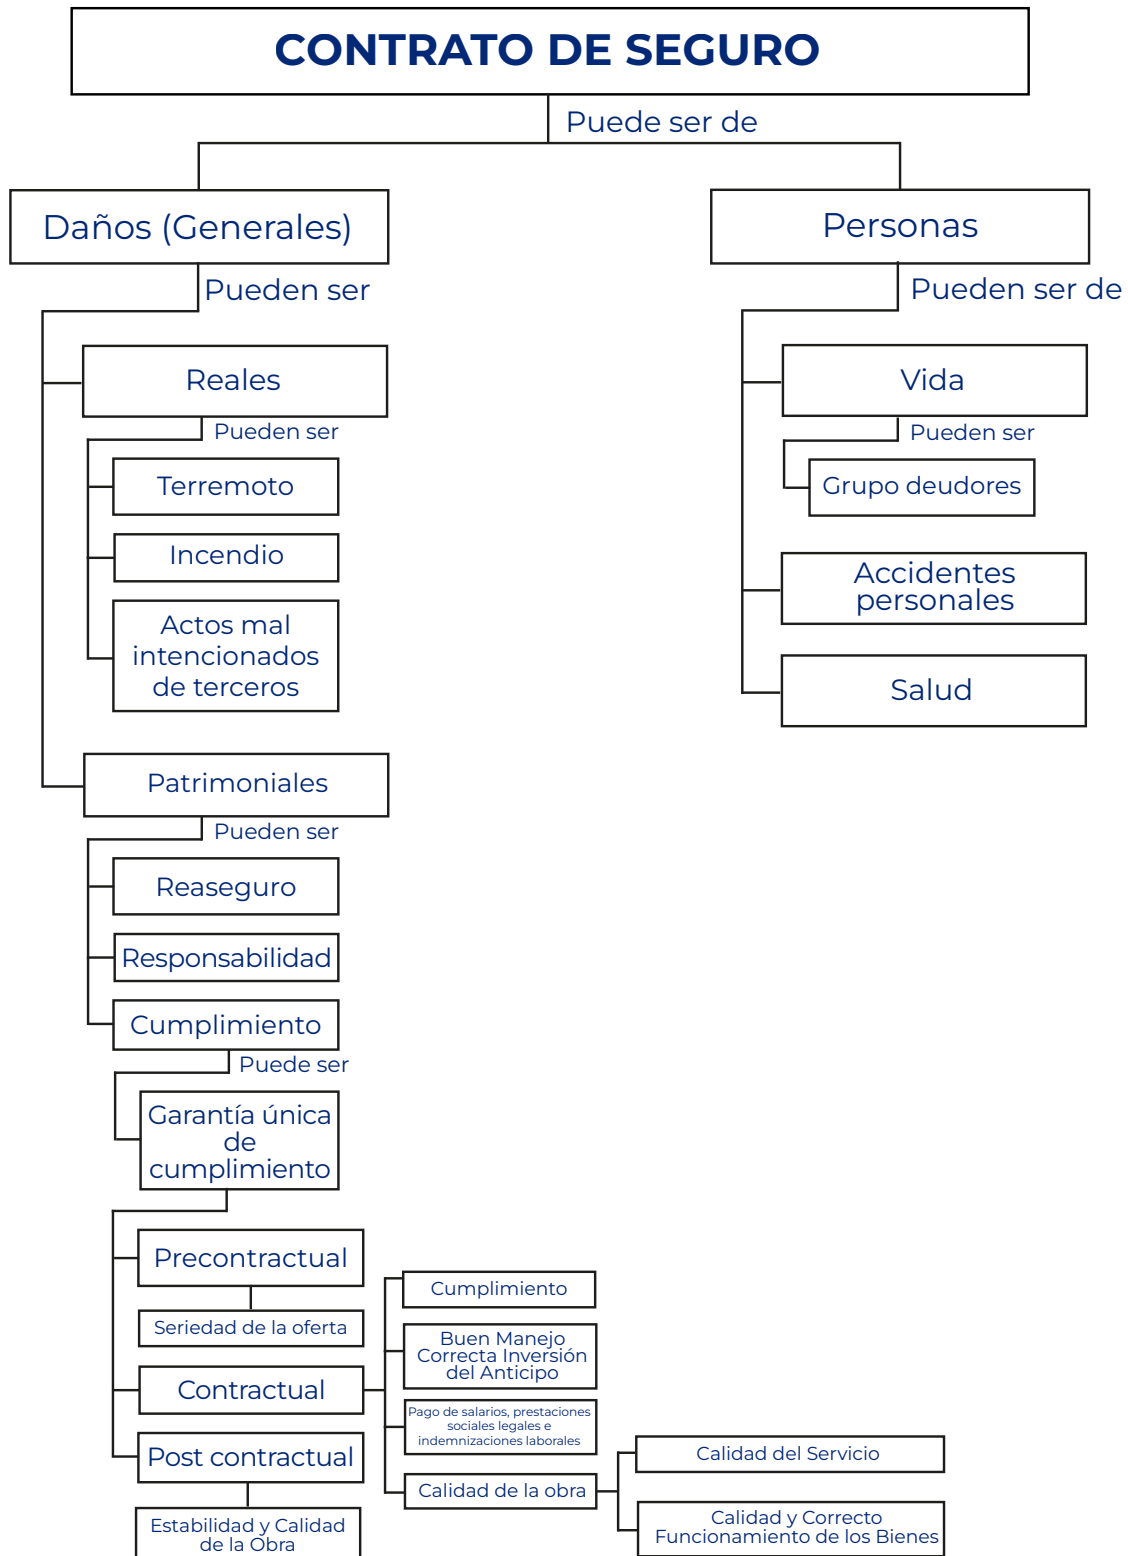 CONTRATO DE SEGURO
Puede ser de
Daños (Generales)
Pueden ser
Reales
Pueden ser
Terremoto
Incendio
Actos mal
intencionados
de terceros
Patrimoniales
Pueden ser
Reaseguro
Responsabilidad
Cumplimiento
Puede ser
Garantía única
de
cumplimiento
Precontractual
Seriedad de la oferta
Contractual
Cumplimiento
Buen Manejo
Correcta Inversión
del Anticipo
Pago de salarios, prestaciones
sociales legales e
indemnizaciones laborales
Calidad de la obra
Calidad del Servicio
Calidad y Correcto
Funcionamiento de los Bienes
Post contractual
Estabilidad y Calidad
de la Obra
Personas
Pueden ser de
Vida
Pueden ser
Grupo deudores
Accidentes
personales
Salud